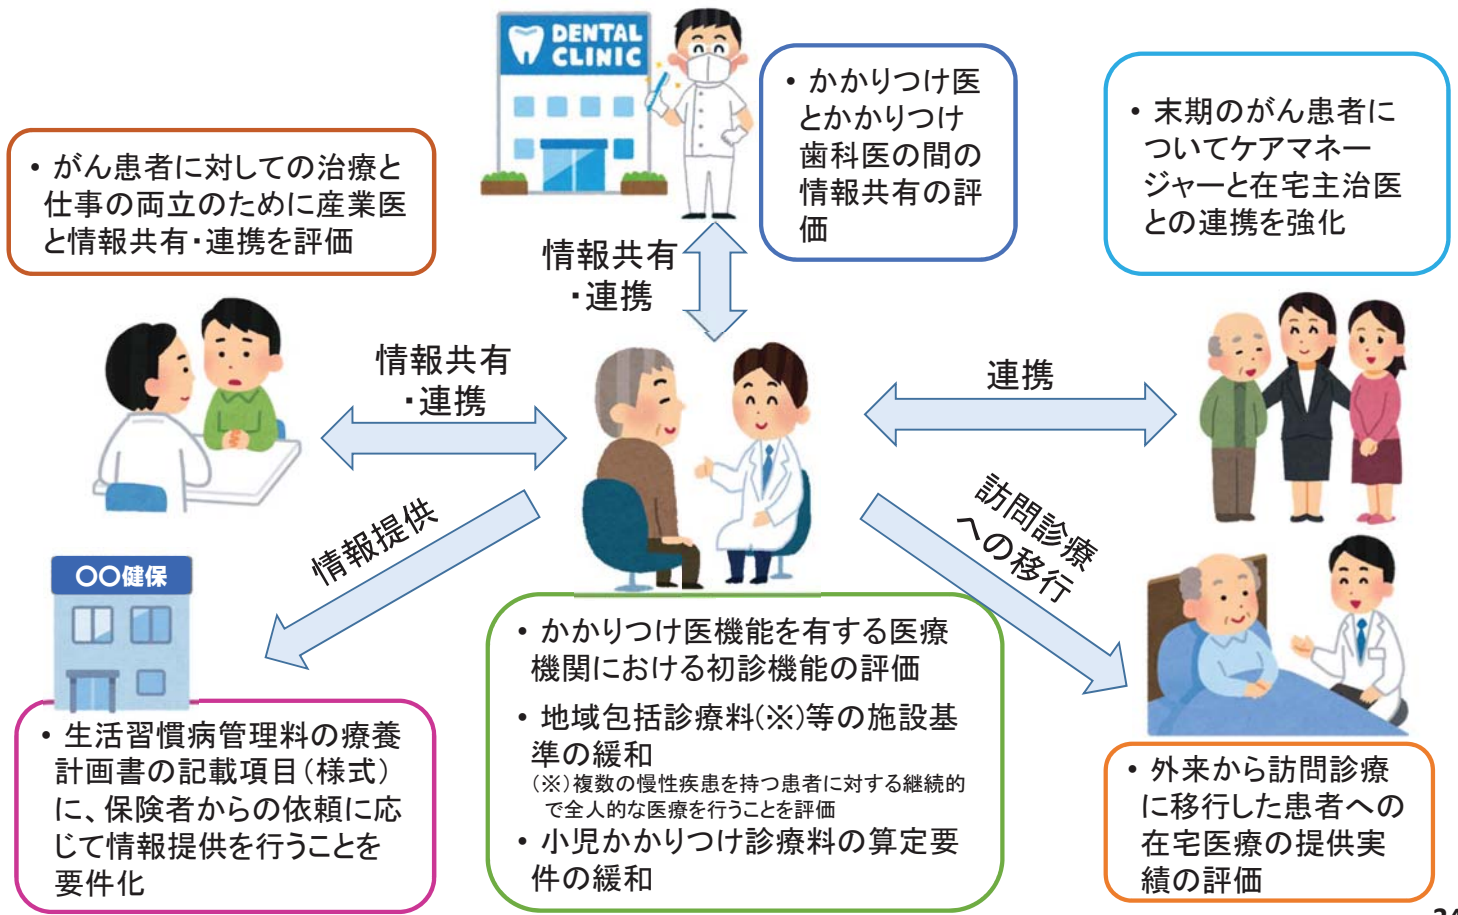 DENTAL
CLINIC
• かかりつけ医
とかかりつけ
歯科医の間の
情報共有の評
価
• 末期のがん患者に
ついてケアマネー
ジャーと在宅主治医
との連携を強化
• がん患者に対しての治療と
仕事の両立のために産業医
と情報共有・連携を評価
情報共有
・連携
情報共有
・連携
連携
情報提供
訪問診療
への移行
〇〇健保
• かかりつけ医機能を有する医療
機関における初診機能の評価
• 地域包括診療料(※)等の施設基
準の緩和
(※)複数の慢性疾患を持つ患者に対する継続的
で全人的な医療を行うことを評価
• 小児かかりつけ診療料の算定要
件の緩和
• 生活習慣病管理料の療養
計画書の記載項目(様式)
に、保険者からの依頼に応
じて情報提供を行うことを
要件化
• 外来から訪問診療
に移行した患者への
在宅医療の提供実
績の評価